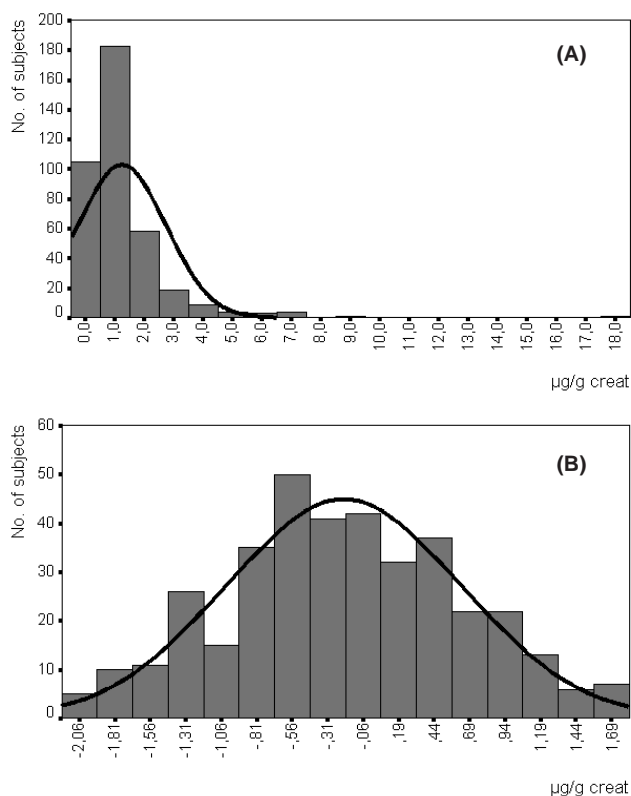 No. of subjects
(A)
200
180
160
140
120
100
80
60
40
20
0
0,0 1,0 2,0 3,0 4,0 5,0 6,0 7,0 8,0 9,0 10,0 11,0 12,0 13,0 14,0 15,0 16,0 17,0 18,0
µg/g creat
No. of subjects
(B)
60
50
40
30
20
10
0
-2,06 -1,81 -1,56 -1,31 -1,06 -,81 -,56 -,31 -,06 ,19 ,44 ,69 ,94 1,19 1,44 1,69
µg/g creat